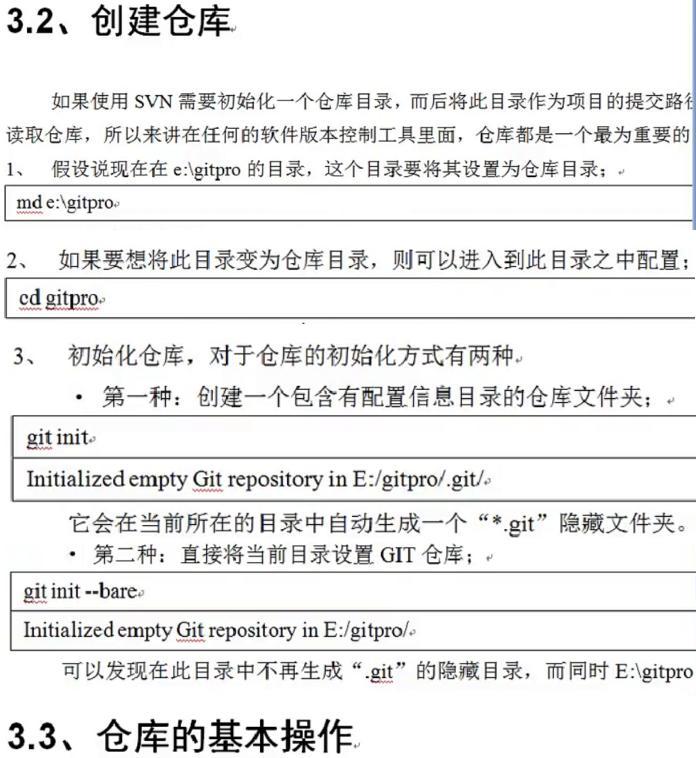 3.2、创建仓库
如果使用 SVN 需要初始化一个仓库目录，而后将此目录作为项目的提交路径
读取仓库，所以来讲在任何的软件版本控制工具里面，仓库都是一个最为重要的
1、 假设说现在在 e:\gitpro 的目录，这个目录要将其设置为仓库目录；
md e:\gitpro
2、 如果要想将此目录变为仓库目录，则可以进入到此目录之中配置；
cd gitpro
3、 初始化仓库，对于仓库的初始化方式有两种
• 第一种：创建一个包含有配置信息目录的仓库文件夹；
git init
Initialized empty Git repository in E:/gitpro/.git/
它会在当前所在的目录中自动生成一个“*.git”隐藏文件夹。
• 第二种：直接将当前目录设置 GIT 仓库；
git init --bare
Initialized empty Git repository in E:/gitpro/
可以发现在此目录中不再生成“.git”的隐藏目录，而同时 E:\gitpro
3.3、仓库的基本操作